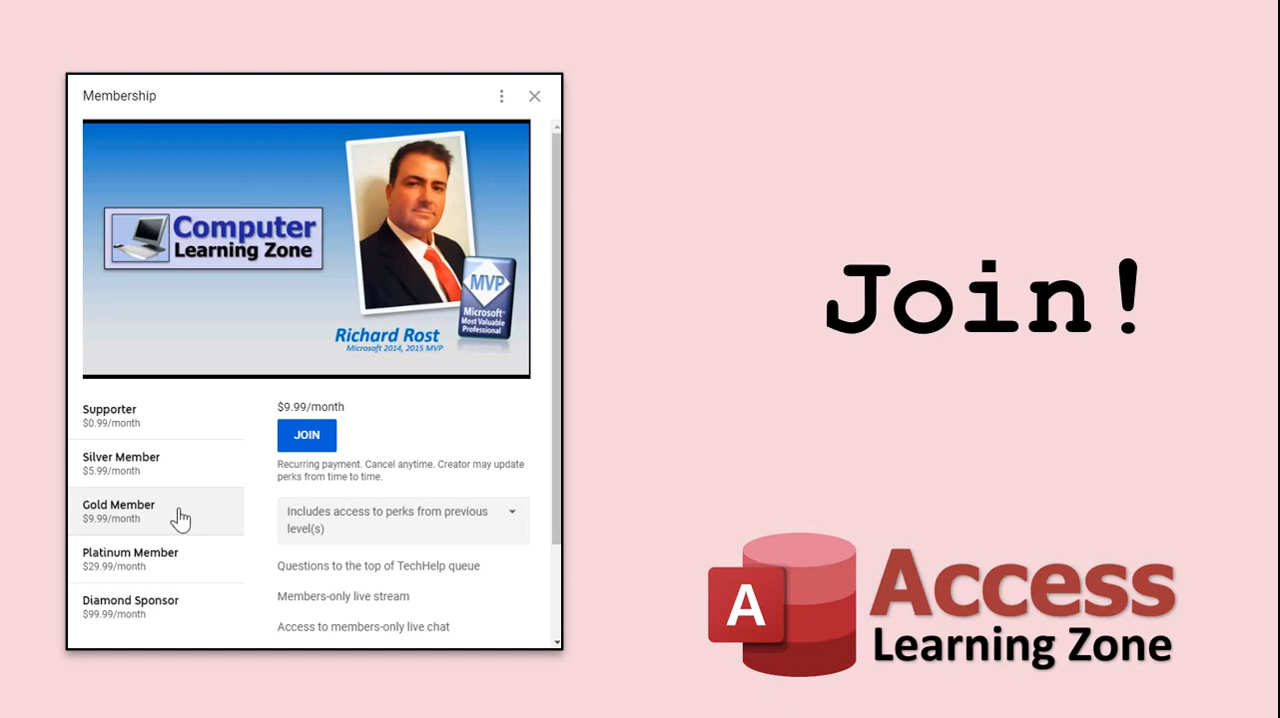 Membership
Computer
Learning Zone
MVP
Microsoft®
Most Valuable
Professional
Richard Rost
Microsoft 2014, 2015 MVP
Supporter
$0.99/month
Silver Member
$5.99/month
Gold Member
$9.99/month
Platinum Member
$29.99/month
Diamond Sponsor
$99.99/month
$9.99/month
JOIN
Recurring payment. Cancel anytime. Creator may update
perks from time to time.
Includes access to perks from previous
level(s)
Questions to the top of TechHelp queue
Members-only live stream
Access to members-only live chat
Join!
A
Access
Learning Zone